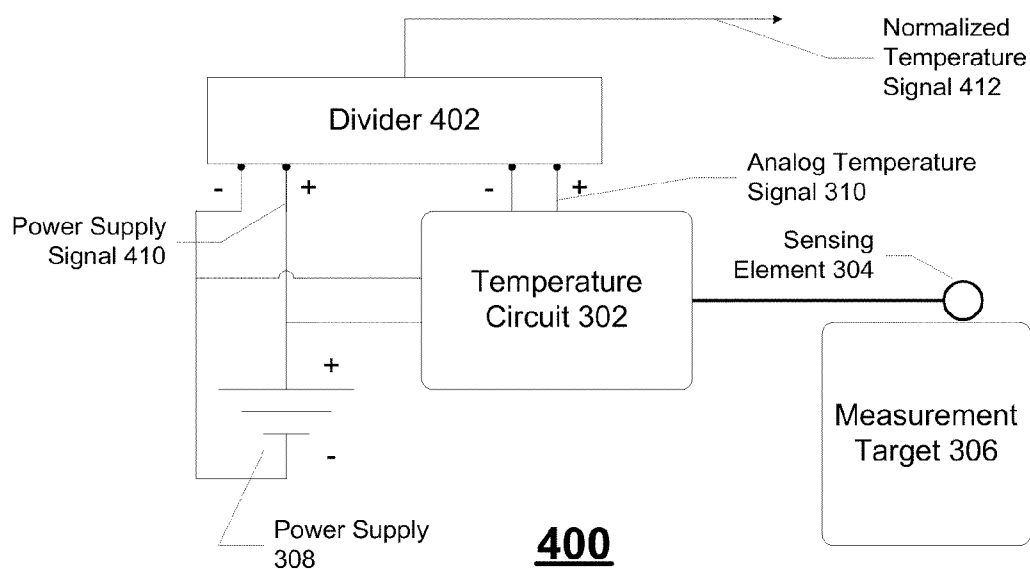 Normalized
Temperature
Signal 412
Divider 402
- +
- +
Analog Temperature
Signal 310
Power Supply
Signal 410
Sensing
Element 304
Temperature
Circuit 302
+
Measurement
Target 306
-
Power Supply
308
400